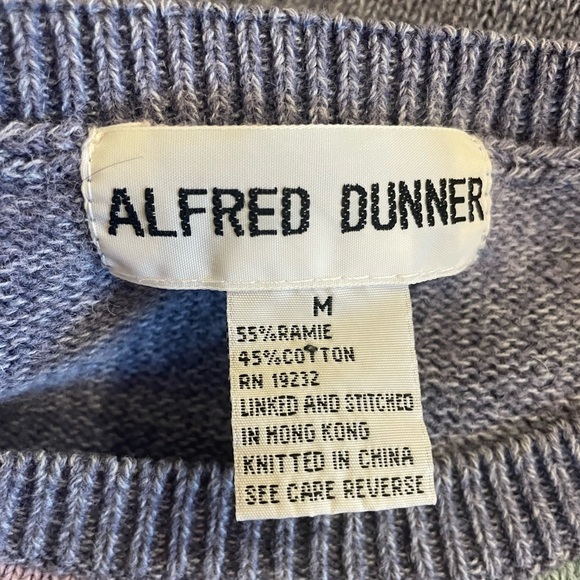 ALFRED DUNNER
M
55%RAMIE
45%COTTON
RN 19232
LINKED AND STITCHED
IN HONG KONG
KNITTED IN CHINA
SEE CARE REVERSE